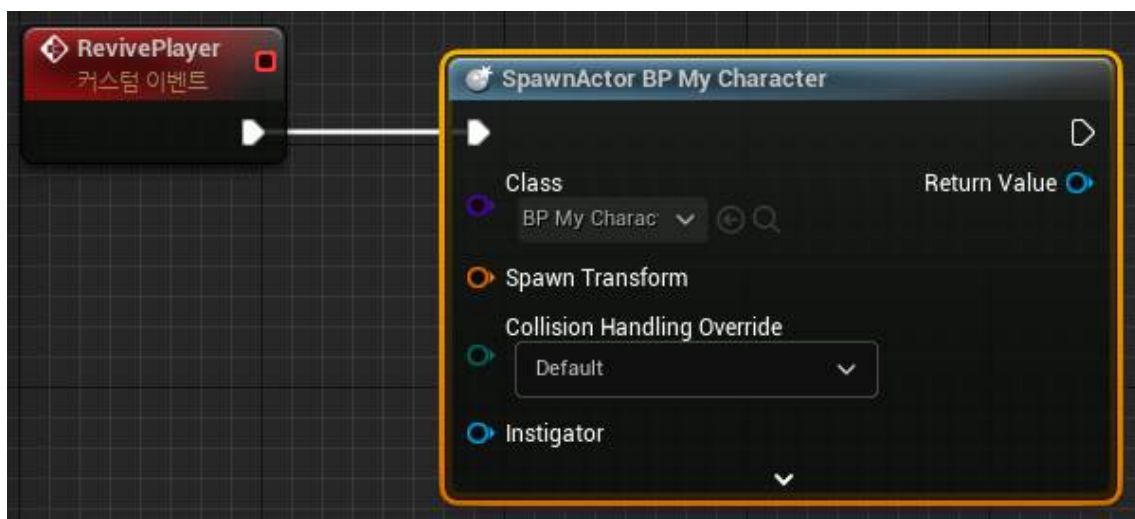 RevivePlayer
커스텀 이벤트
SpawnActor BP My Character
Class
Return Value
BP My Charac
Spawn Transform
Collision Handling Override
Default
Instigator